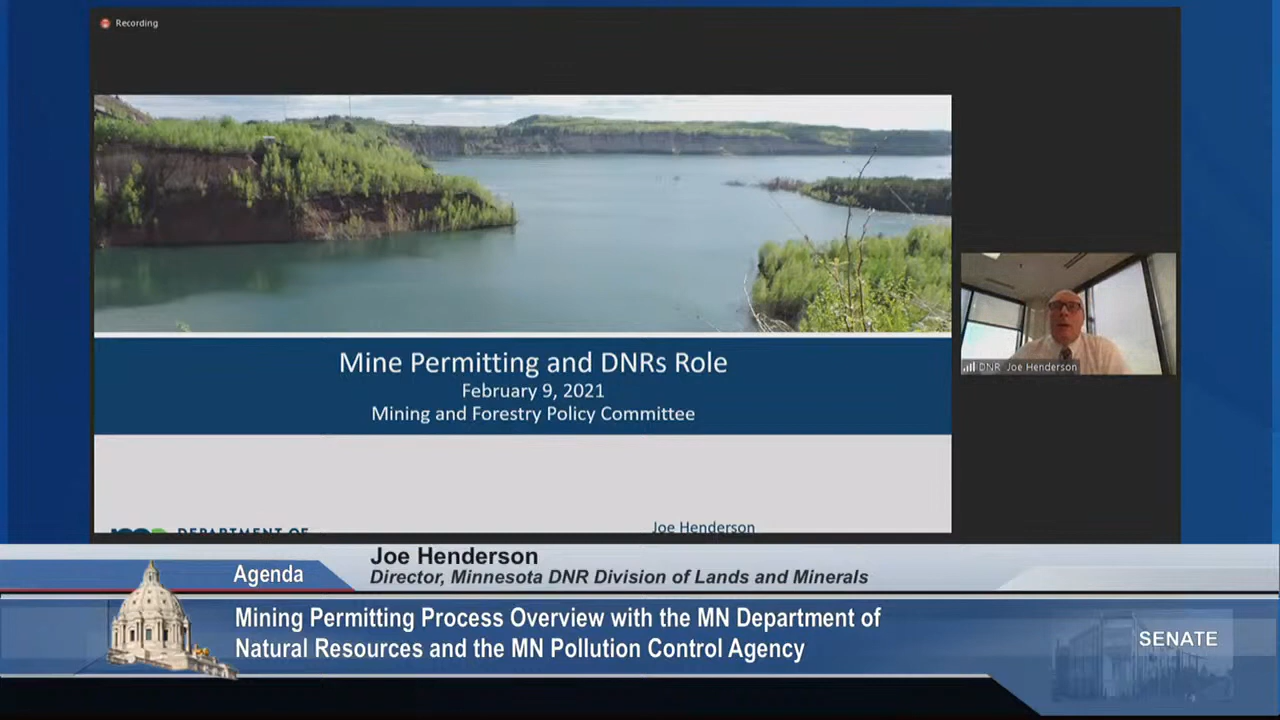 Recording
Mine Permitting and DNRs Role
February 9, 2021
Mining and Forestry Policy Committee
DNR Joe Henderson
DEPARTMENT OF
Joe Henderson
Joe Henderson
Director, Minnesota DNR Division of Lands and Minerals
Agenda
Mining Permitting Process Overview with the MN Department of
Natural Resources and the MN Pollution Control Agency
SENATE